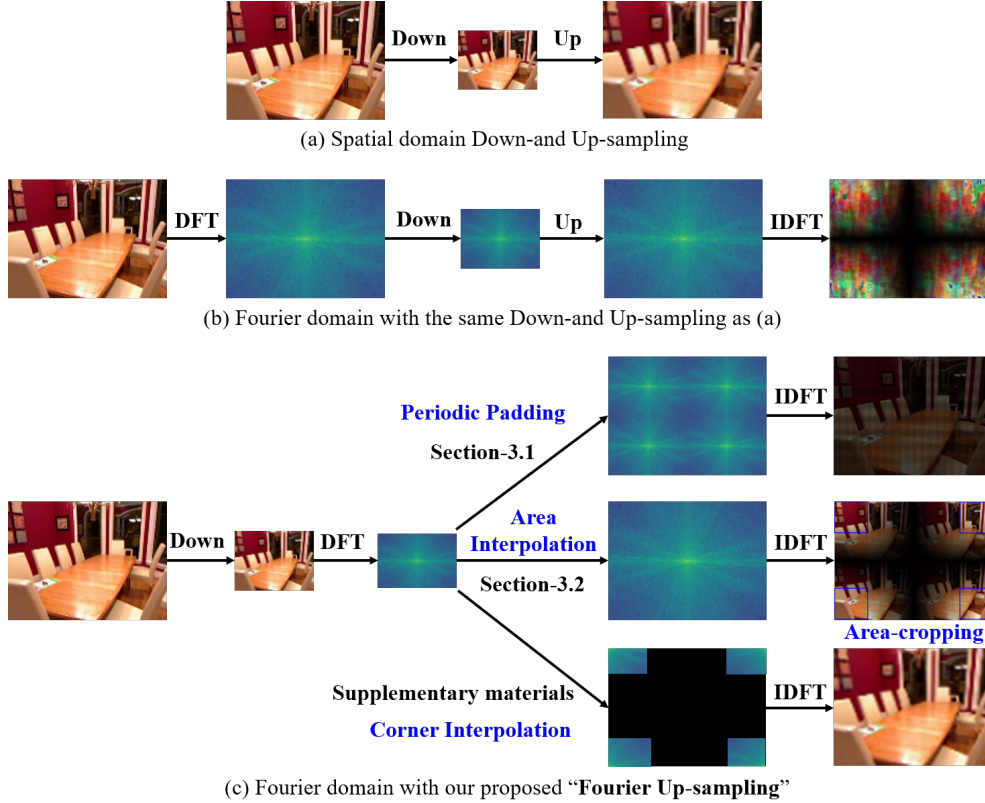 Down
Up
(a) Spatial domain Down-and Up-sampling
DFT
Down
Up
IDFT
(b) Fourier domain with the same Down-and Up-sampling as (a)
Periodic Padding
Section-3.1
IDFT
Down
DFT
Area
Interpolation
Section-3.2
IDFT
Area-cropping
Supplementary materials
Corner Interpolation
IDFT
(c) Fourier domain with our proposed “Fourier Up-sampling”